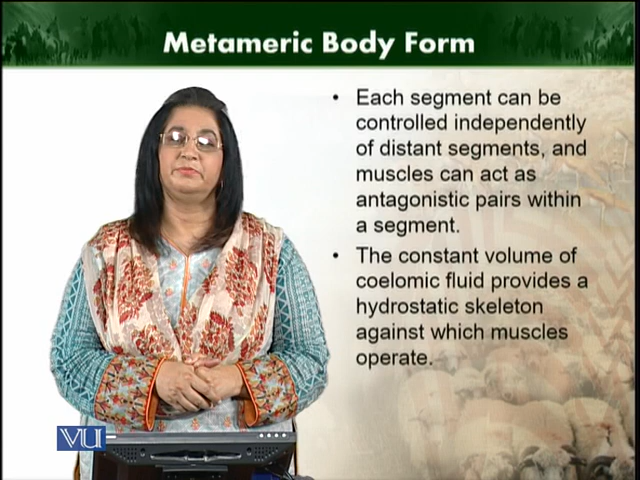 Metameric Body Form
• Each segment can be
controlled independently
of distant segments, and
muscles can act as
antagonistic pairs within
a segment.
• The constant volume of
coelomic fluid provides a
hydrostatic skeleton
against which muscles
operate.
VU